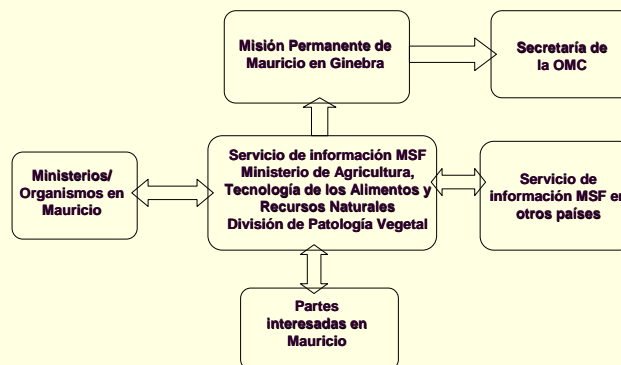 Misión Permanente de
Mauricio en Ginebra
Secretaría de
la OMC
Ministerios/
Organismos en
Mauricio
Servicio de información MSF
Ministerio de Agricultura,
Tecnología de los Alimentos y
Recursos Naturales
División de Patología Vegetal
Servicio de
información MSF en
otros países
Partes
interesadas en
Mauricio